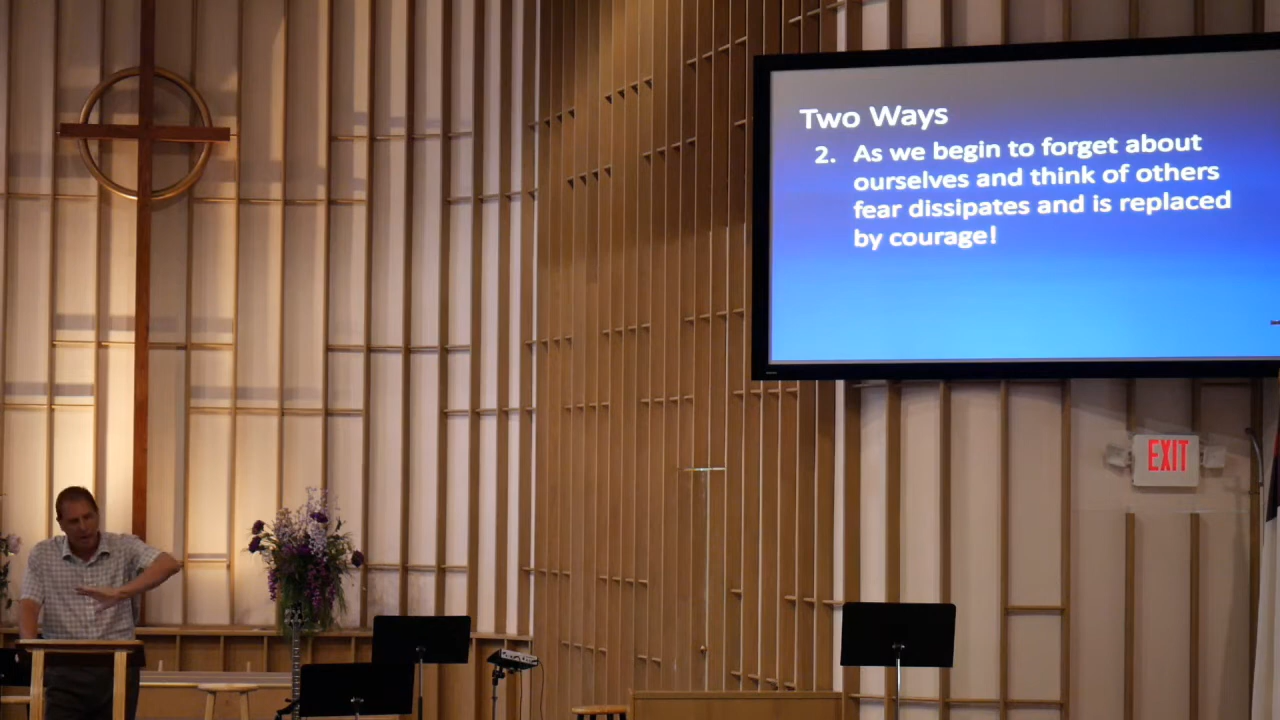 Two Ways
2. As we begin to forget about
ourselves and think of others
fear dissipates and is replaced
by courage!
EXIT